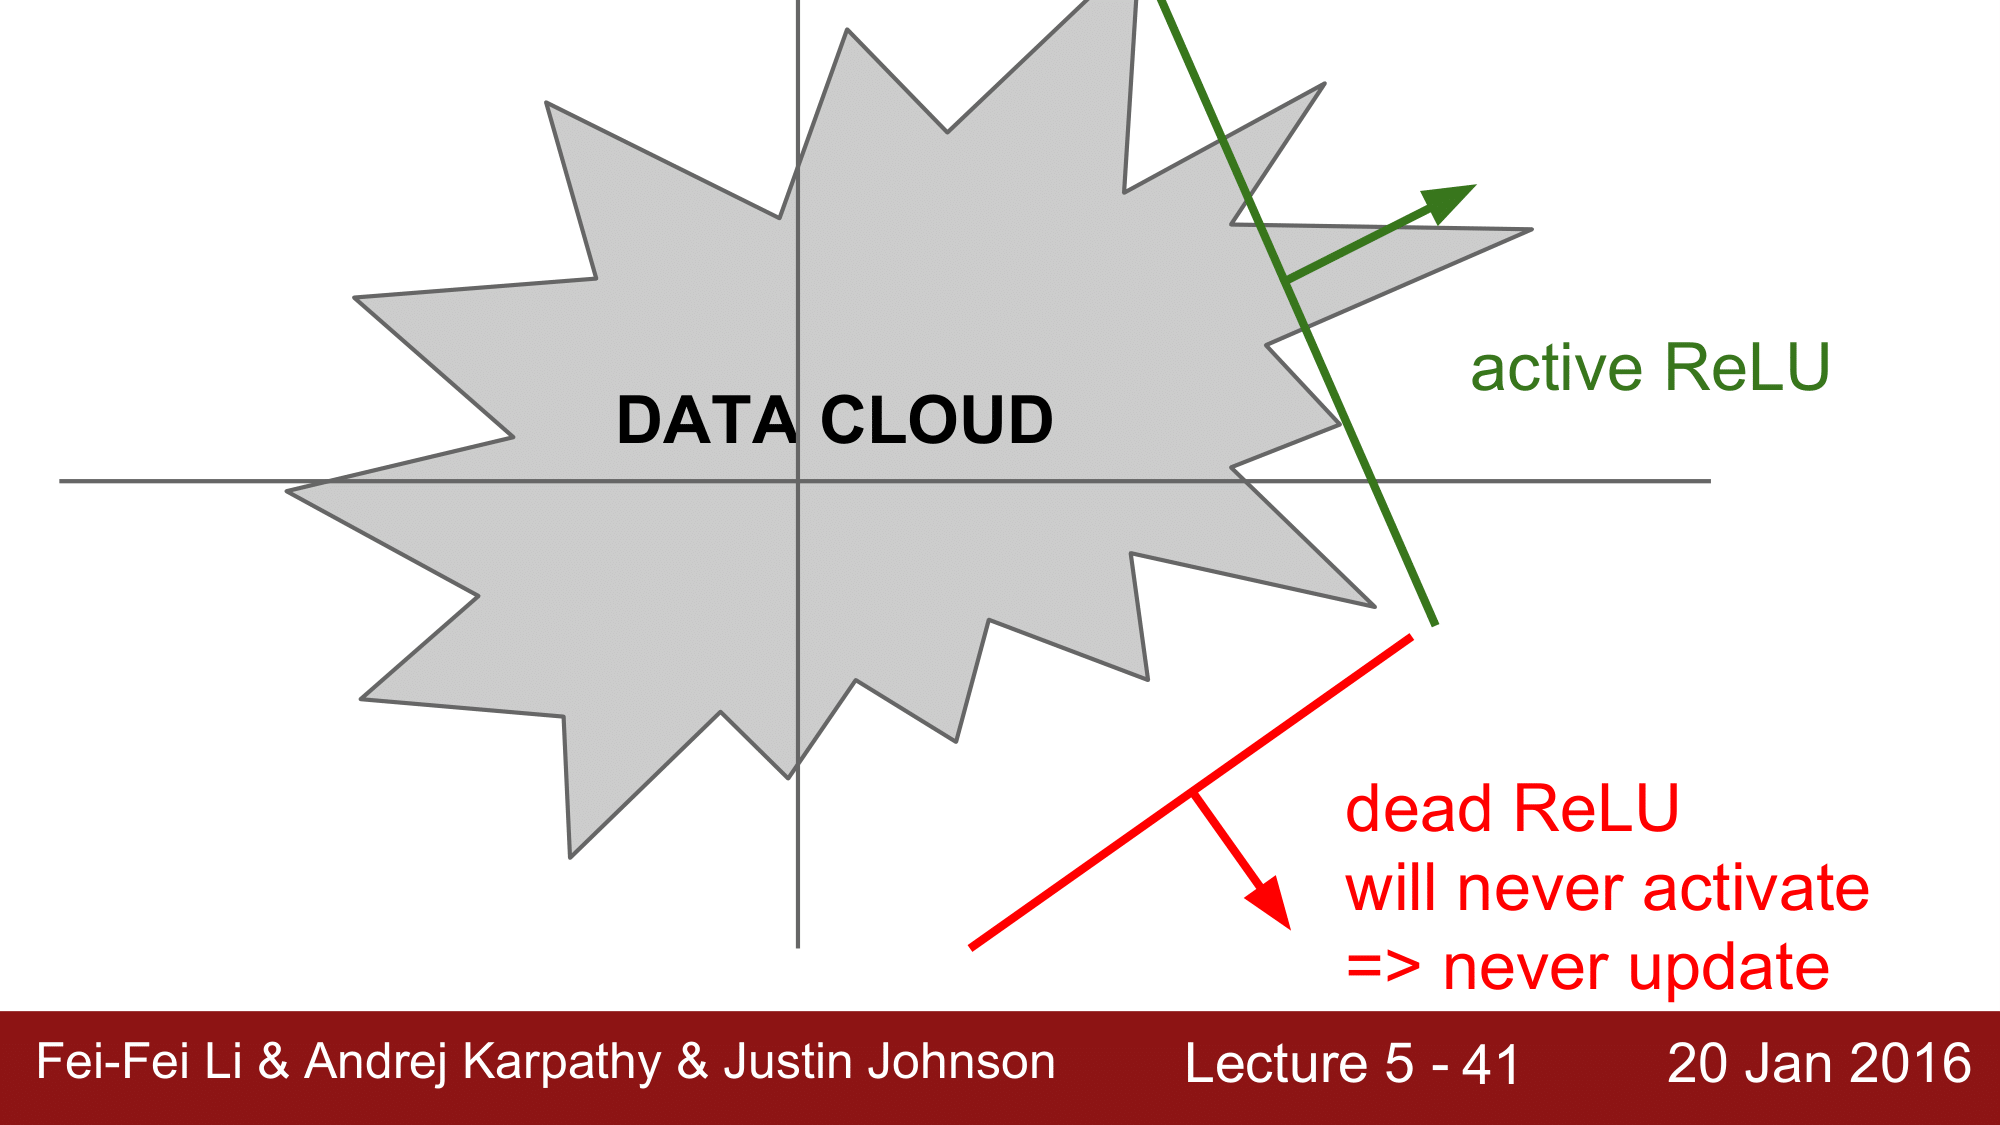 DATA CLOUD
active ReLU
dead ReLU
will never activate
=> never update
Fei-Fei Li & Andrej Karpathy & Justin Johnson
Lecture 5 - 41
20 Jan 2016